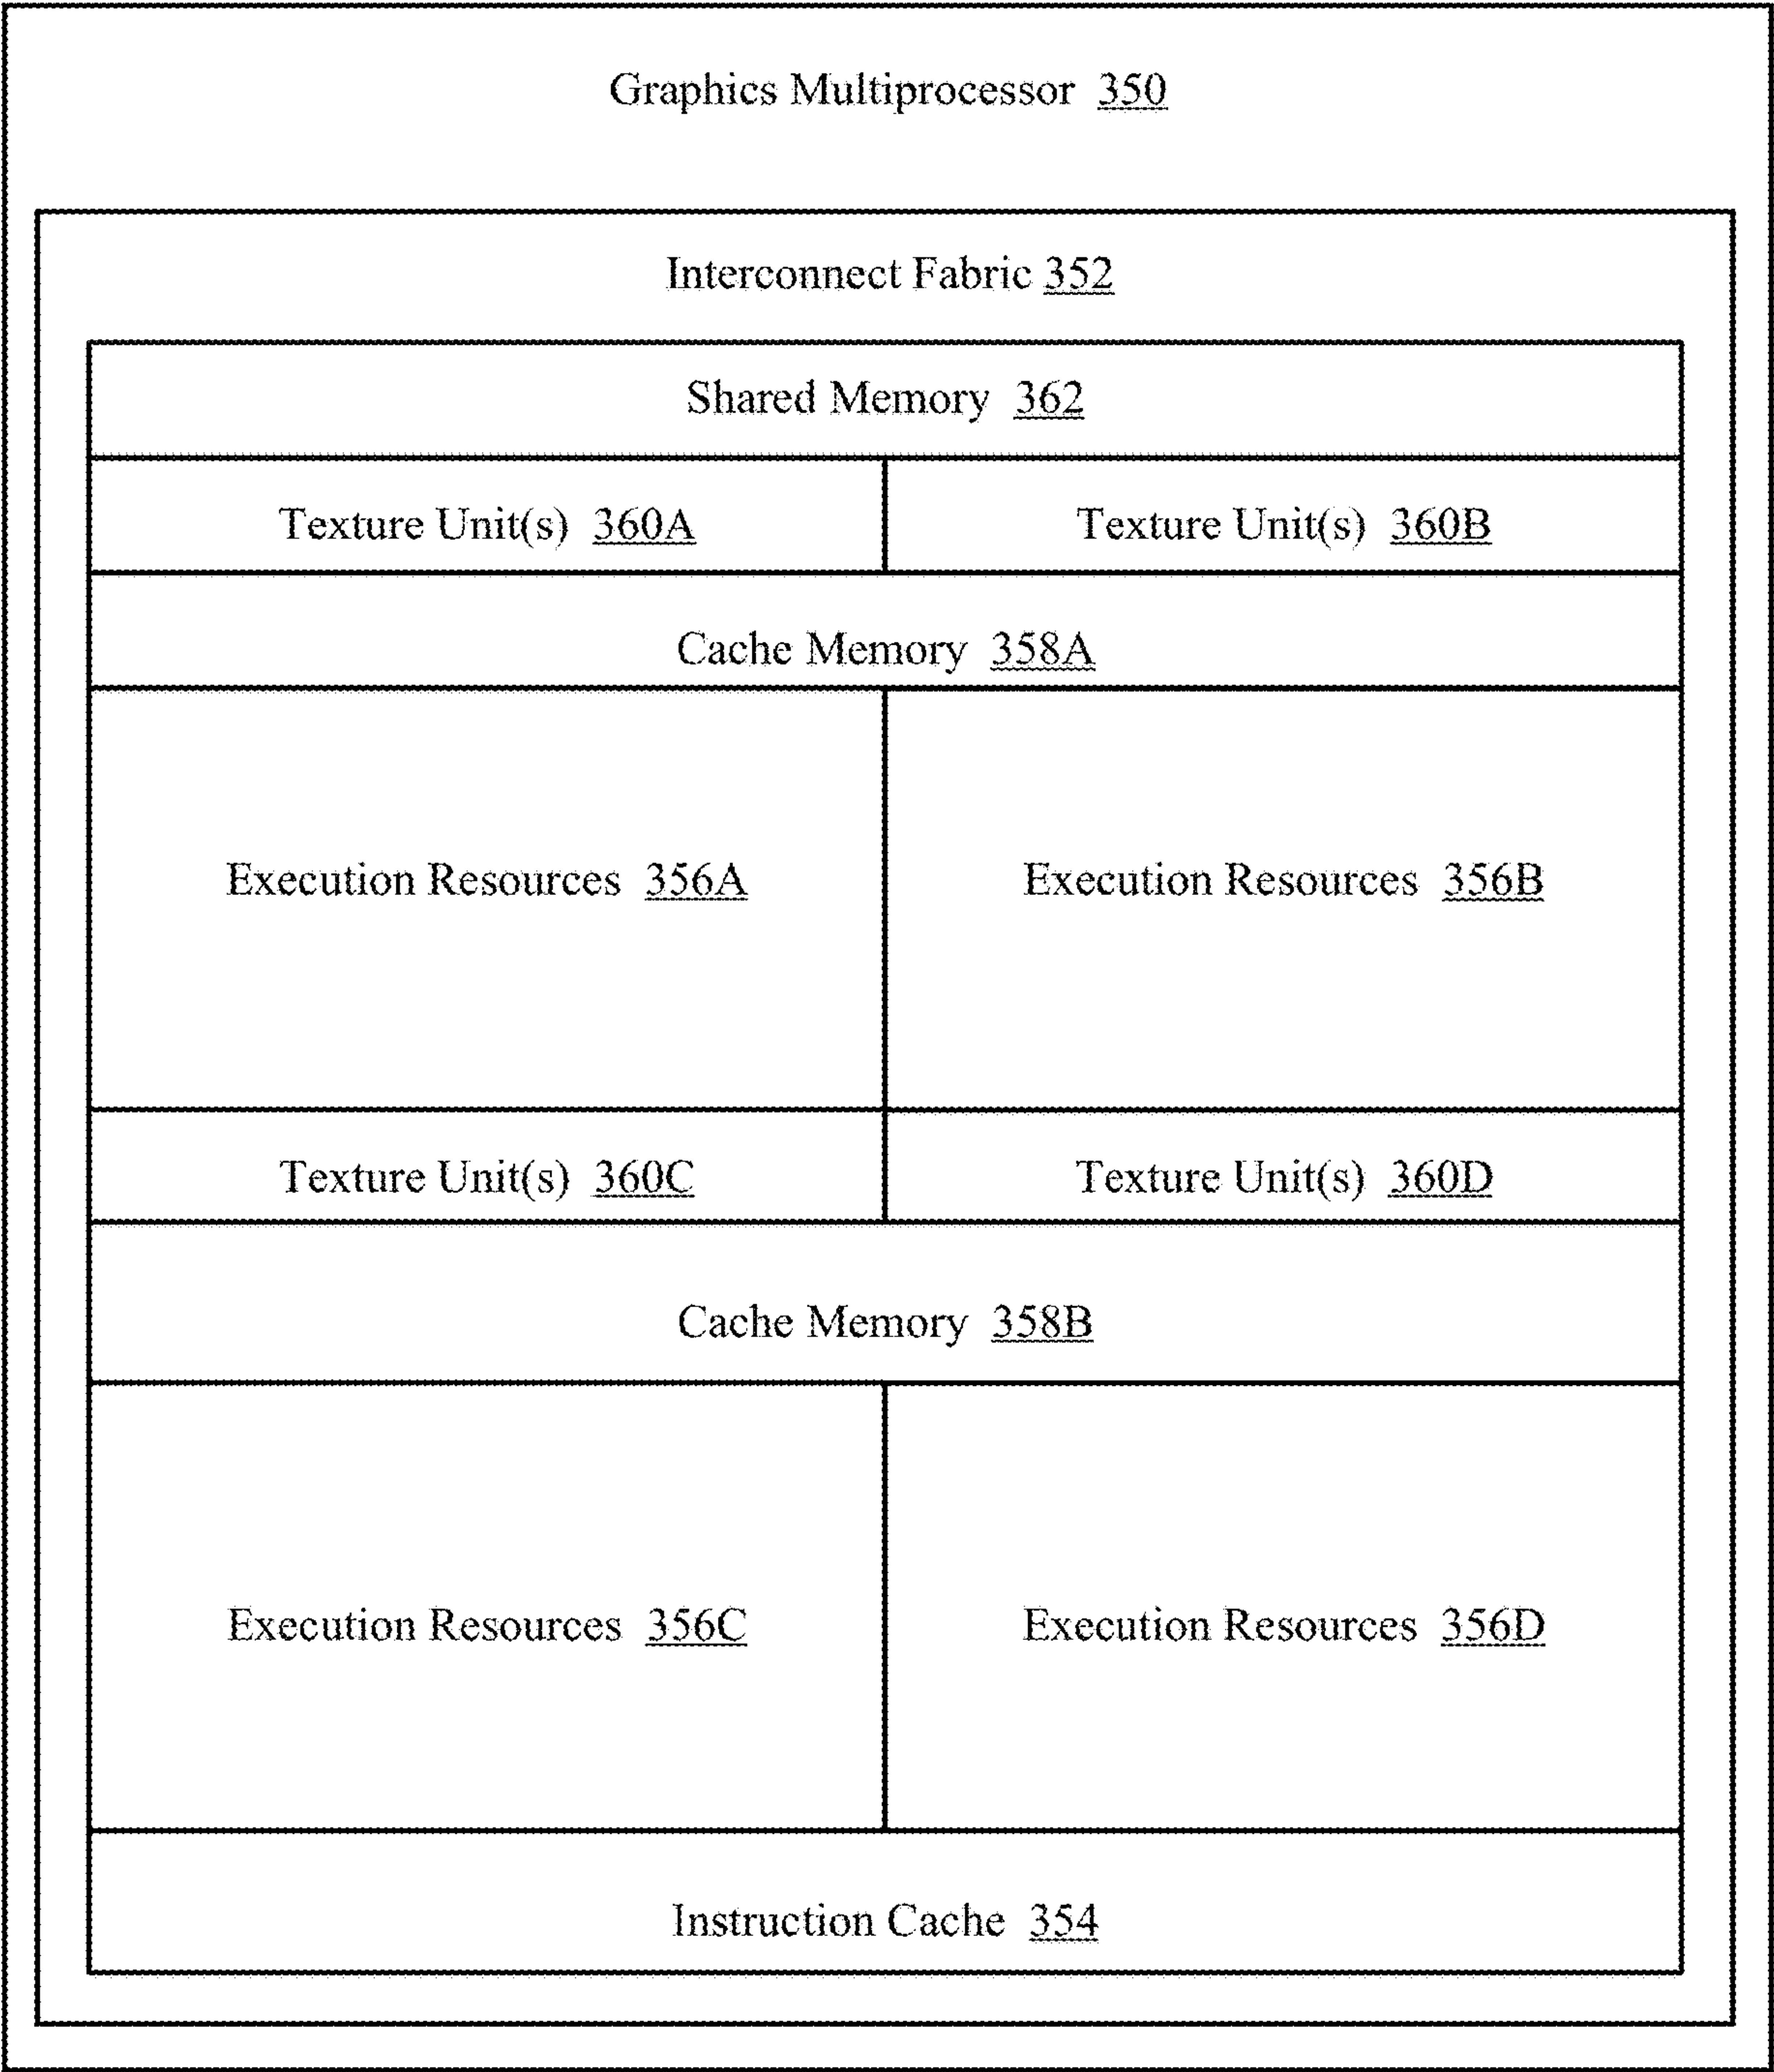 Graphics Multiprocessor 350
Interconnect Fabric 352
Shared Memory 362
Texture Unit(s) 360A
Texture Unit(s) 360B
Cache Memory 358A
Execution Resources 356A
Execution Resources 356B
Texture Unit(s) 360C
Texture Unit(s) 360D
Cache Memory 358B
Execution Resources 356C
Execution Resources 356D
Instruction Cache 354